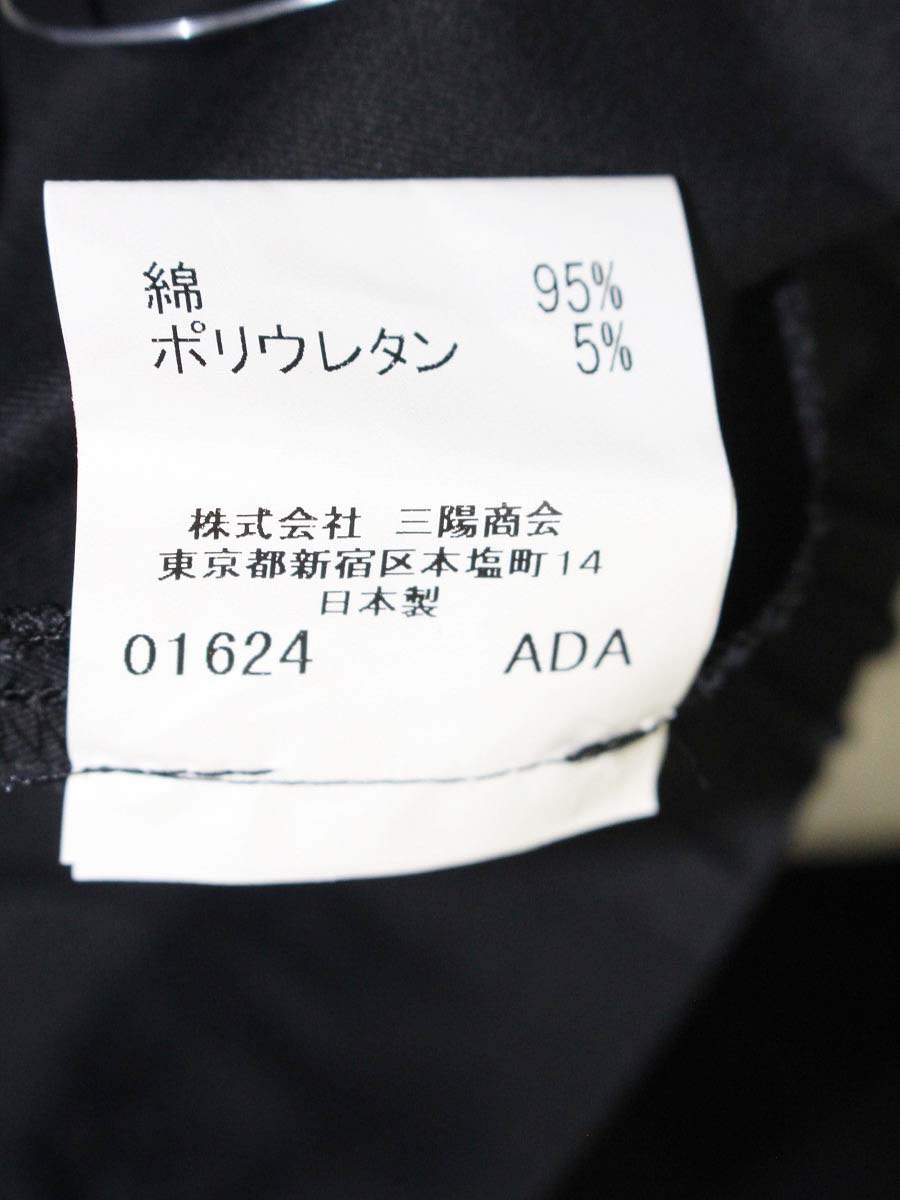 綿 95%
ポリウレタン 5%
株式会社 三陽商会
東京都新宿区本塩町14
日本製
01624 ADA